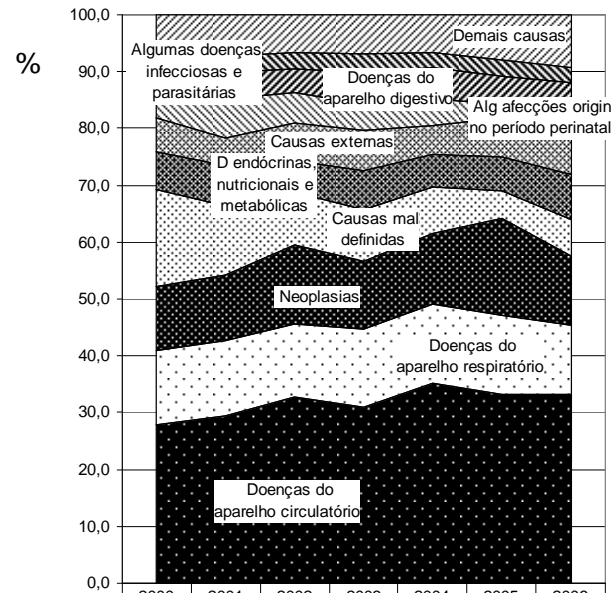 100,0
%
90,0
80,0
70,0
60,0
50,0
40,0
30,0
20,0
10,0
0,0
Demais causas
Algumas doenças
infecciosas e
parasitárias
Doenças do
aparelho digestivo
Alg afecções origin
no período perinatal
Causas externas
D endócrinas,
nutricionais e
metabólicas
Causas mal
definidas
Neoplasias
Doenças do
aparelho respiratório
Doenças do
aparelho circulatório